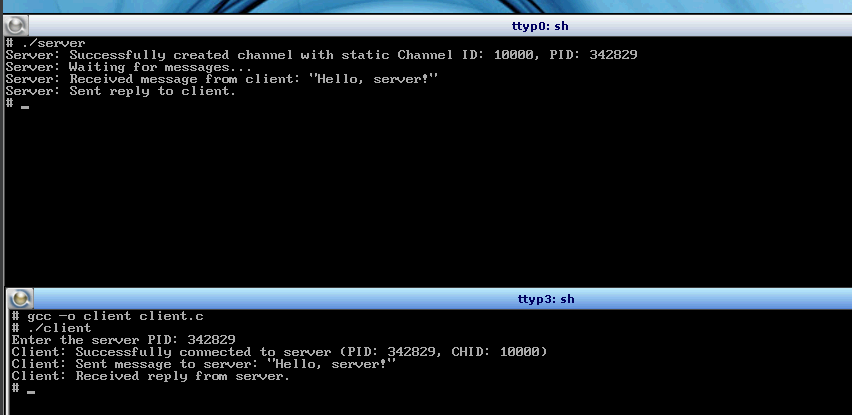 ttyp0: sh
# ./server
Server: Successfully created channel with static Channel ID: 10000, PID: 342829
Server: Waiting for messages...
Server: Received message from client: "Hello, server!"
Server: Sent reply to client.
# _
ttyp3: sh
# gcc -o client client.c
# ./client
Enter the server PID: 342829
Client: Successfully connected to server (PID: 342829, CHID: 10000)
Client: Sent message to server: "Hello, server!"
Client: Received reply from server.
# _